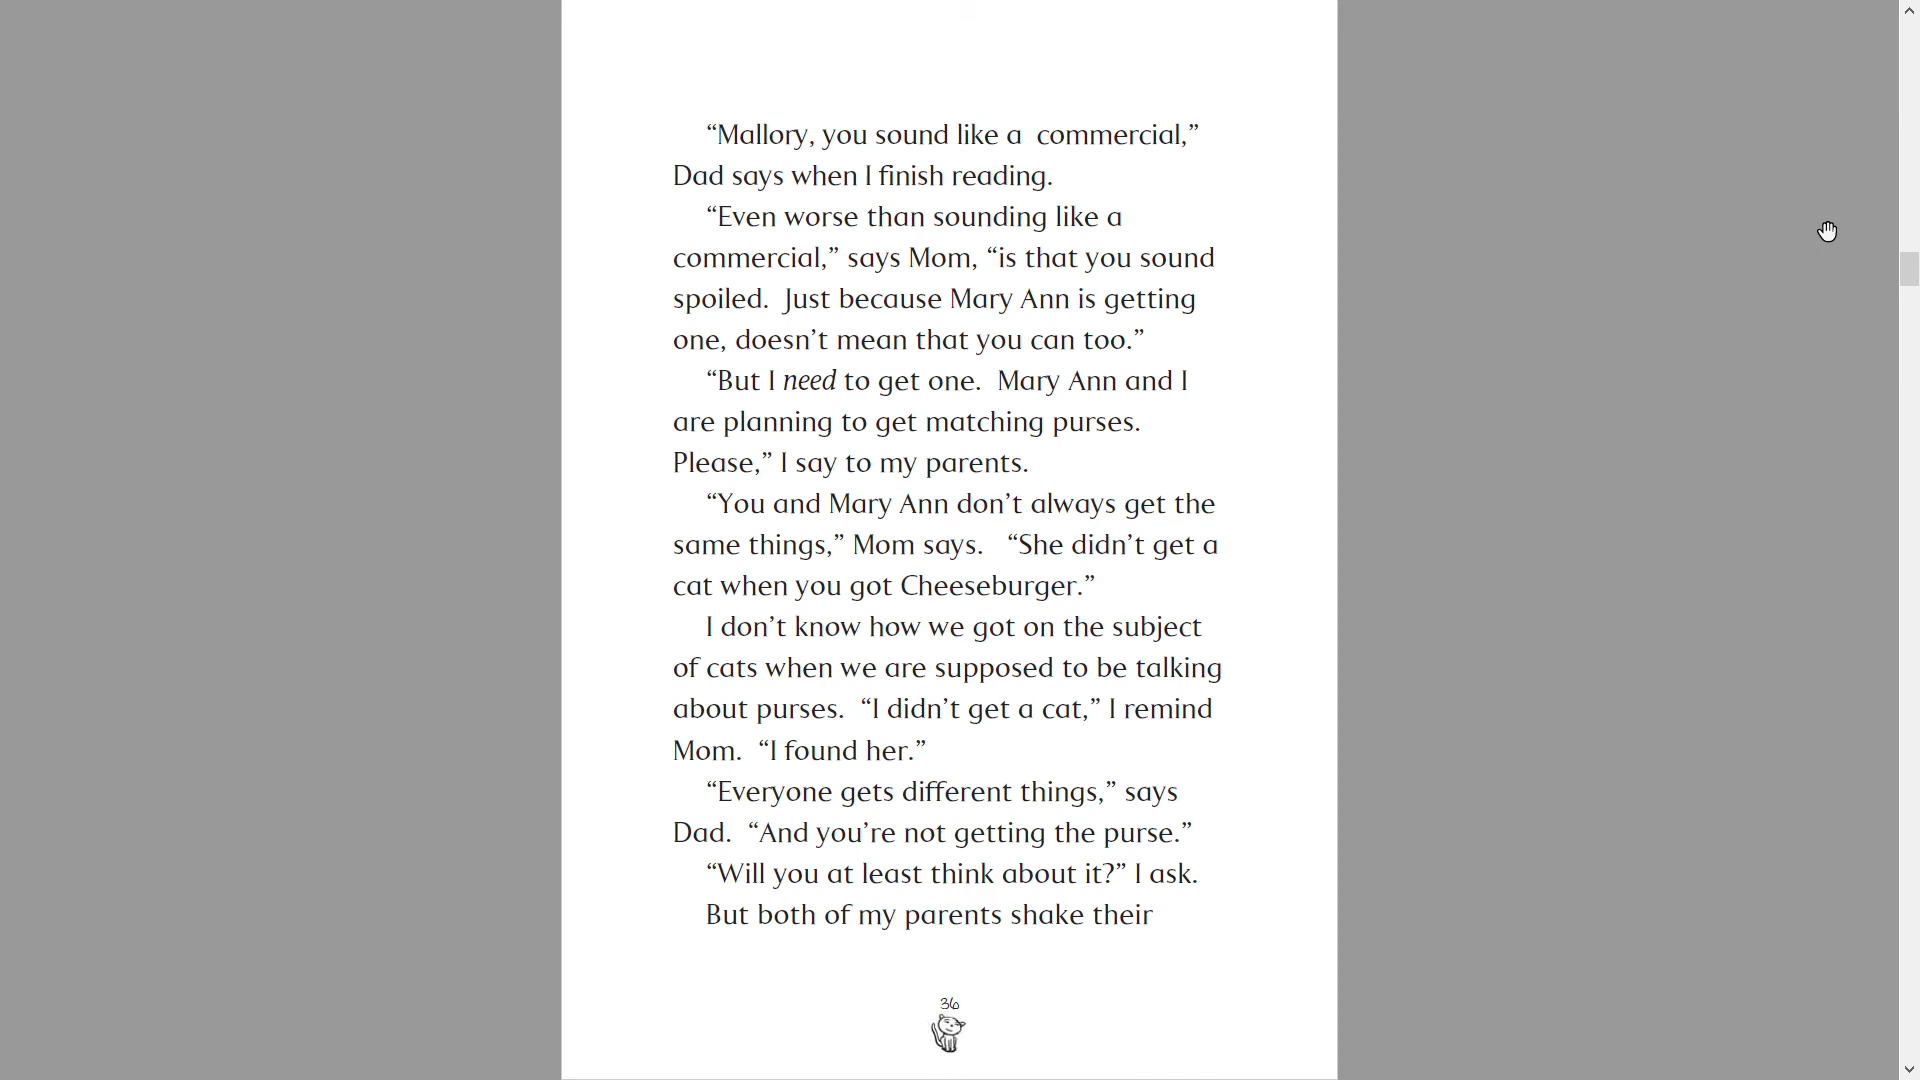 “Mallory, you sound like a  commercial,”
Dad says when I finish reading.
“Even worse than sounding like a
commercial,” says Mom, “is that you sound
spoiled.  Just because Mary Ann is getting
one, doesn’t mean that you can too.”
“But I need to get one.  Mary Ann and I
are planning to get matching purses.
Please,” I say to my parents.
“You and Mary Ann don’t always get the
same things,” Mom says.   “She didn’t get a
cat when you got Cheeseburger.”
I don’t know how we got on the subject
of cats when we are supposed to be talking
about purses.  “I didn’t get a cat,” I remind
Mom.  “I found her.”
“Everyone gets different things,” says
Dad.  “And you’re not getting the purse.”
“Will you at least think about it?” I ask.
But both of my parents shake their
36